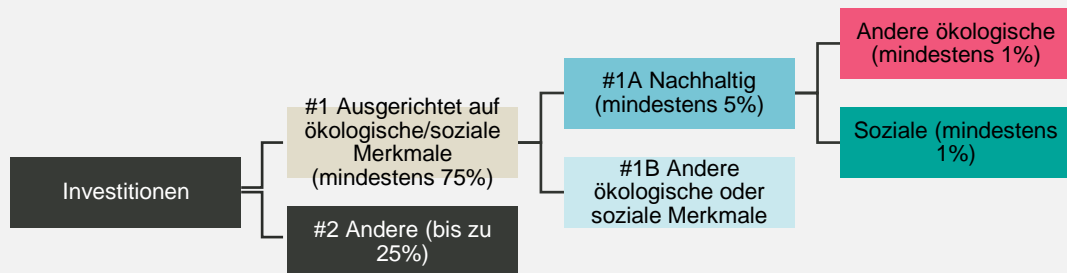 Investitionen
#1 Ausgerichtet auf
ökologische/soziale
Merkmale
(mindestens 75%)
#2 Andere (bis zu
25%)
#1A Nachhaltig
(mindestens 5%)
#1B Andere
ökologische oder
soziale Merkmale
Andere ökologische
(mindestens 1%)
Soziale (mindestens
1%)